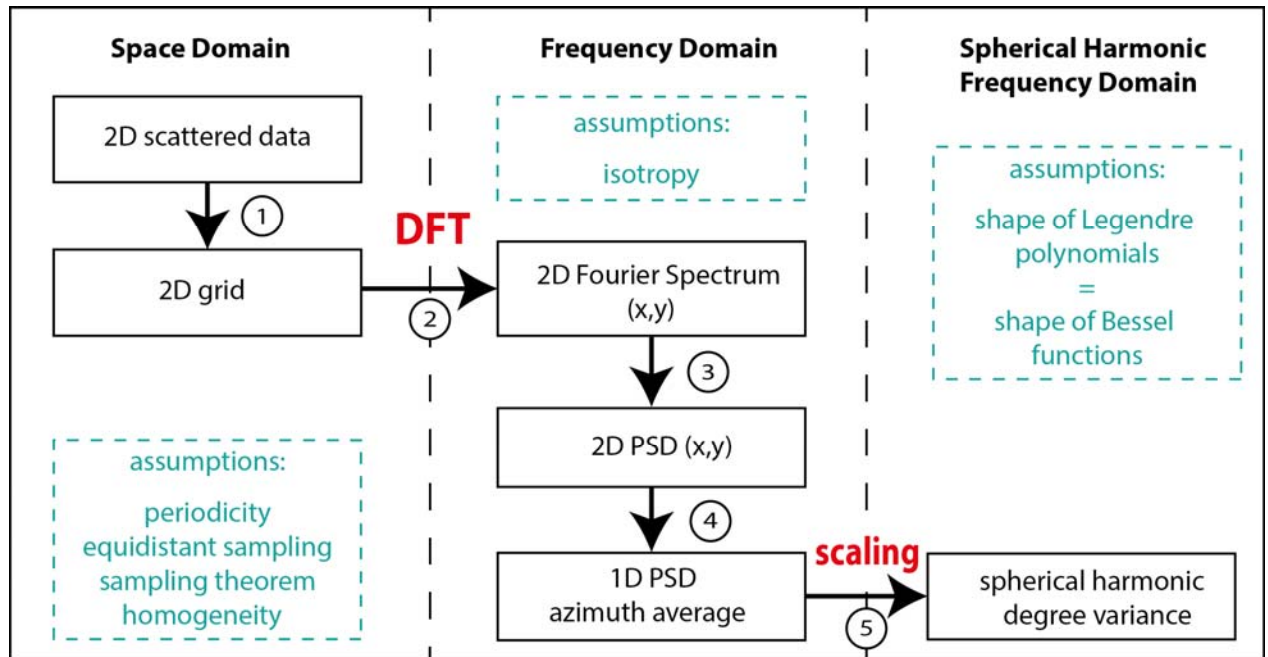 Space Domain
2D scattered data
1
2D grid
assumptions:
periodicity
equidistant sampling
sampling theorem
homogeneity
DFT
2
Frequency Domain
assumptions:
isotropy
2D Fourier Spectrum
(x,y)
3
2D PSD (x,y)
4
1D PSD
azimuth average
scaling
5
Spherical Harmonic
Frequency Domain
assumptions:
shape of Legendre
polynomials
=
shape of Bessel
functions
spherical harmonic
degree variance